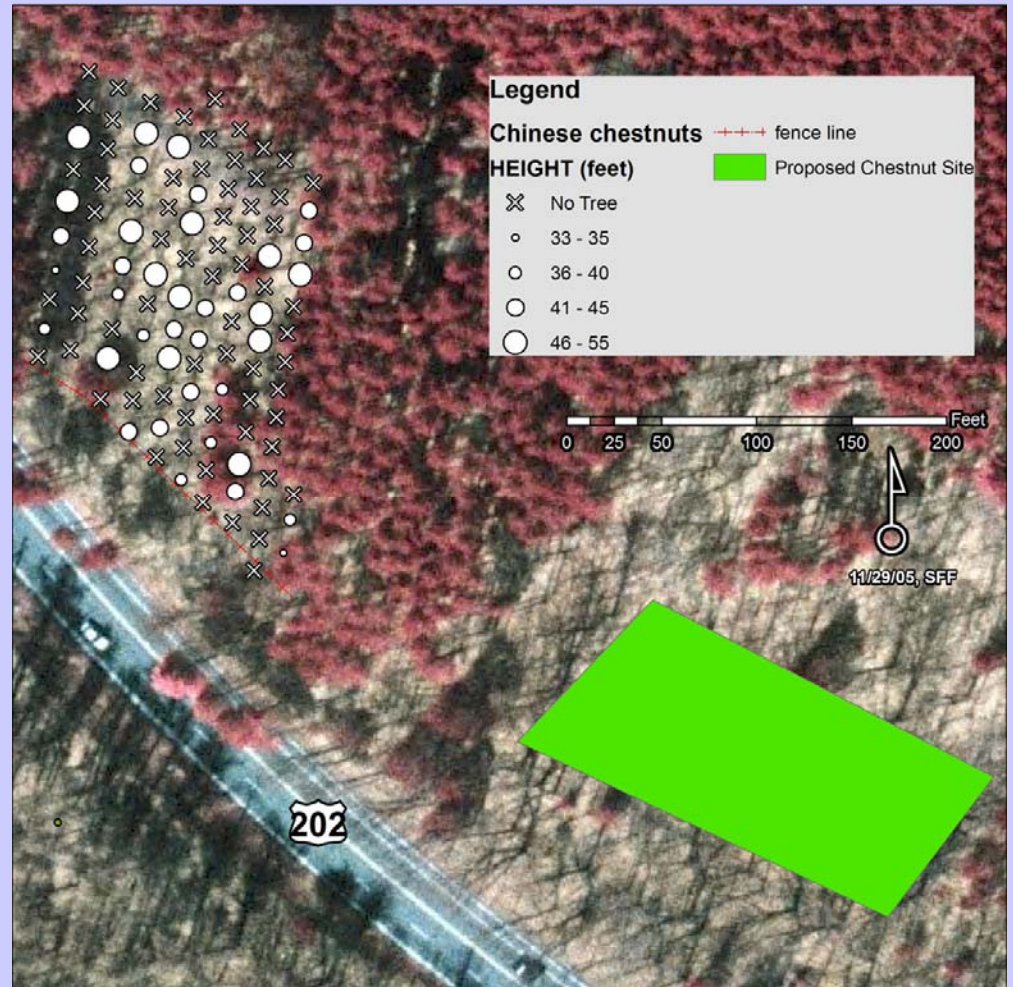 Legend
Chinese chestnuts
HEIGHT (feet)
No Tree
33 - 35
36 - 40
41 - 45
46 - 55
fence line
Proposed Chestnut Site
Feet
0 25 50 100 150 200
11/29/05, SFF
202